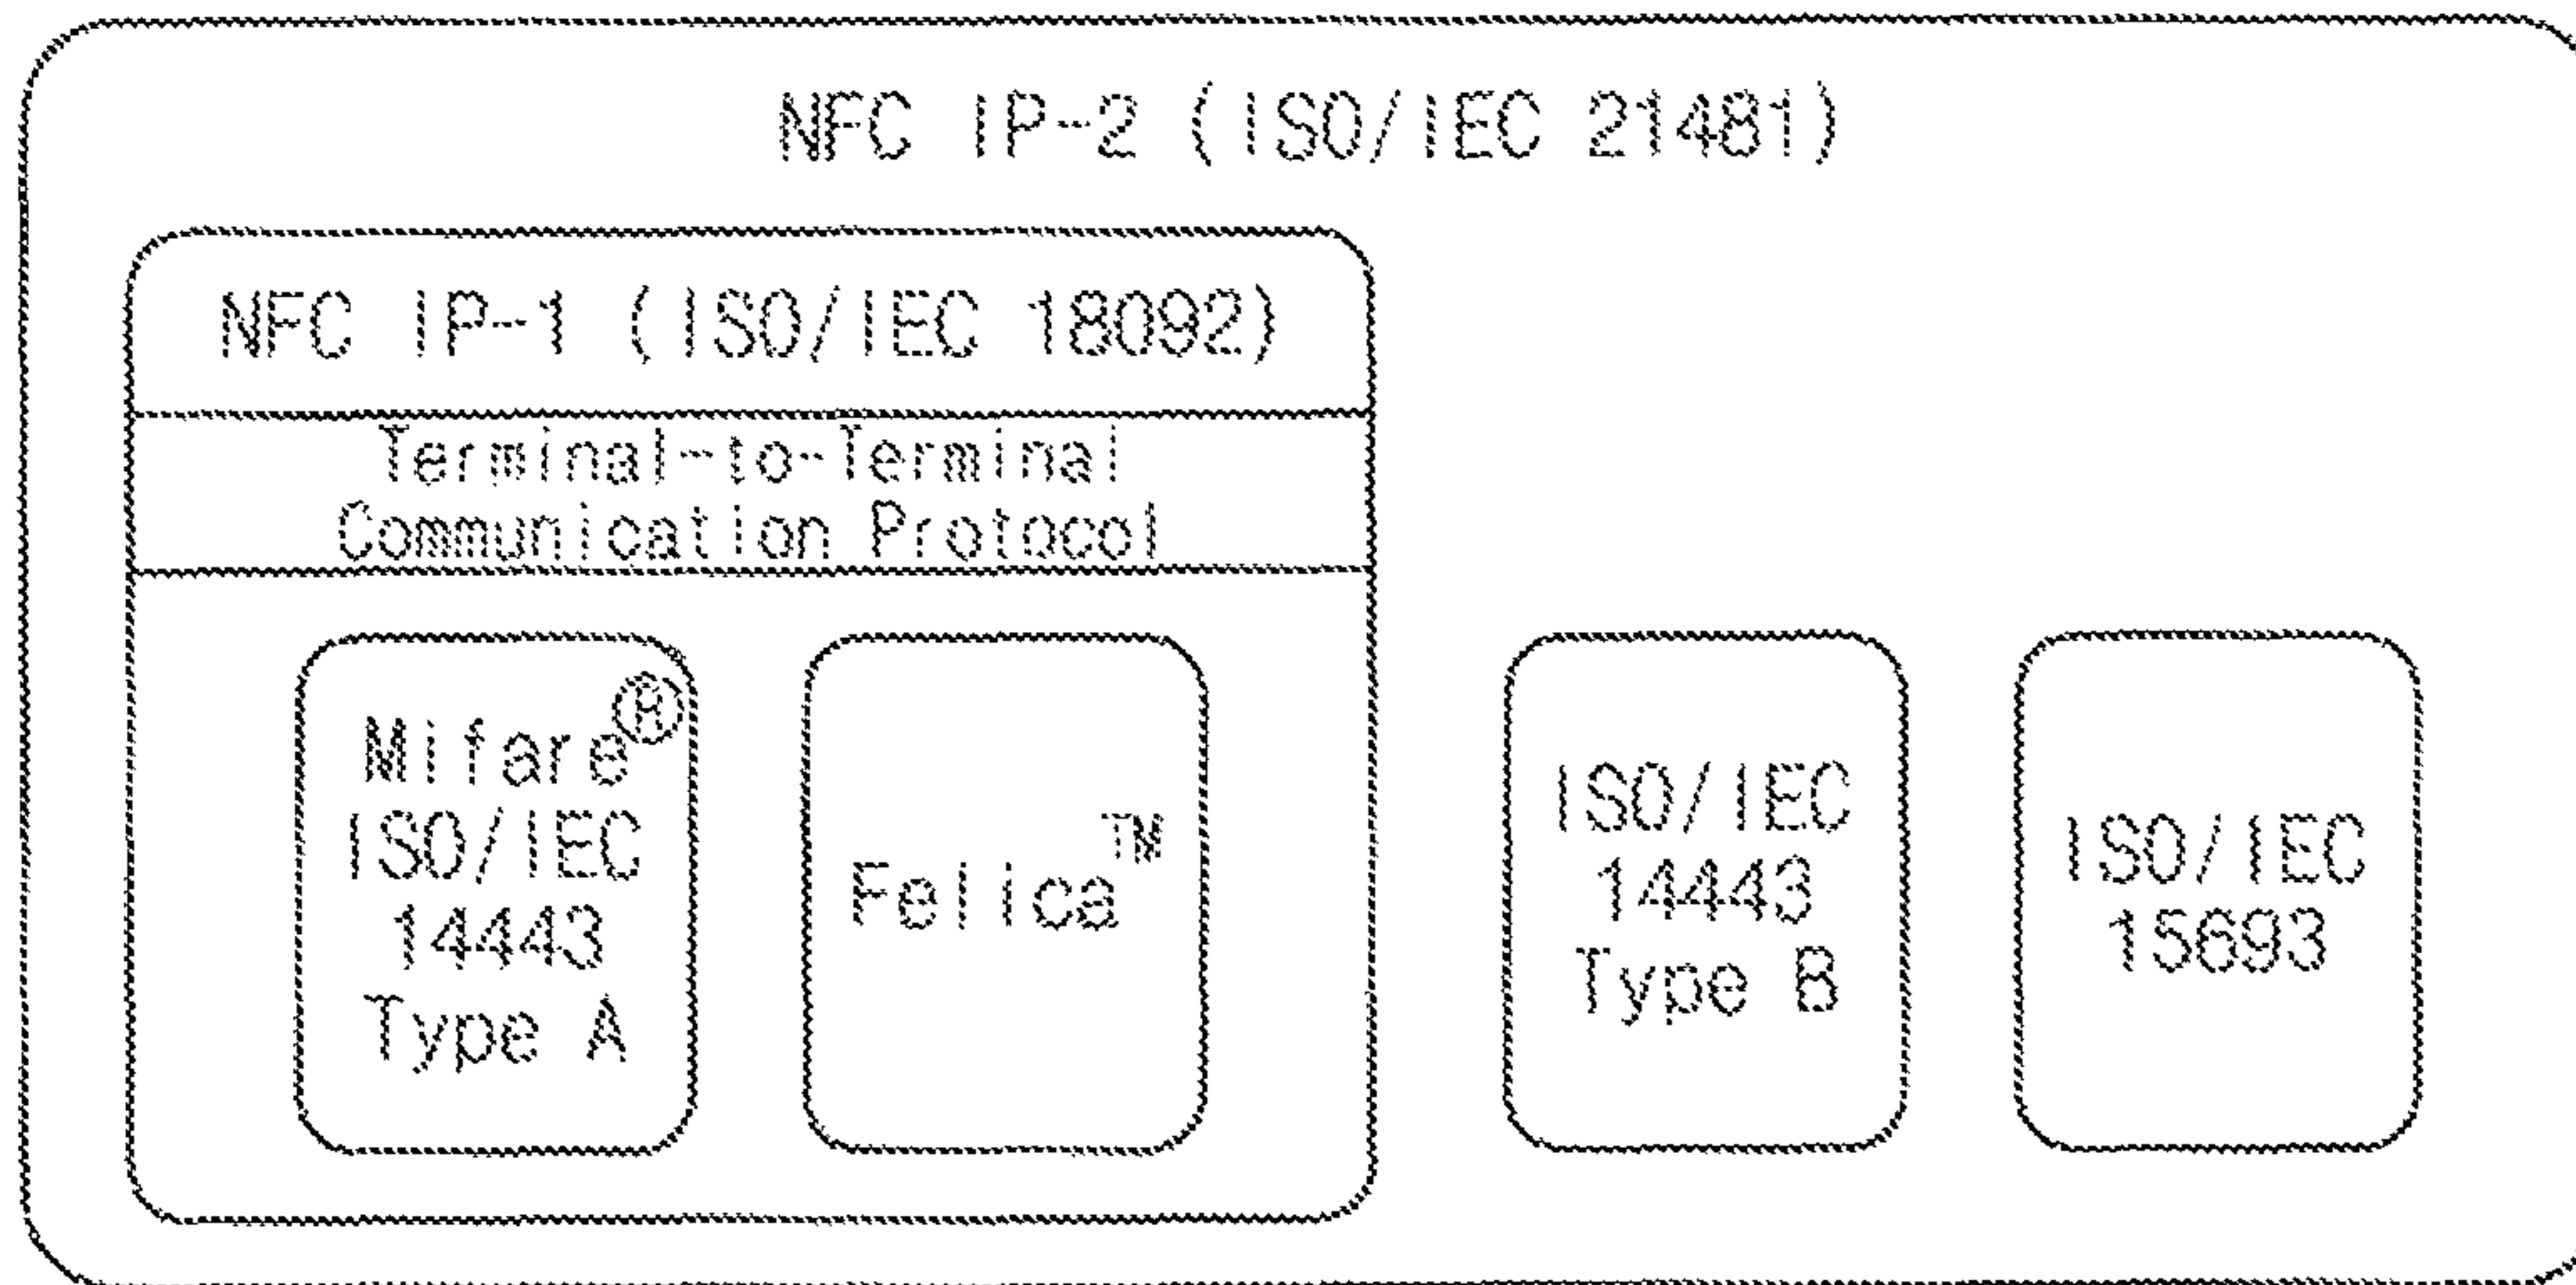 NFC IP-2 (ISO/IEC 21481)
NFC IP-1 (ISO/IEC 18092)
Terminal-to-Terminal
Communication Protocol
Mifare®
ISO/IEC
14443
Type A
Felica™
ISO/IEC
14443
Type B
ISO/IEC
15693